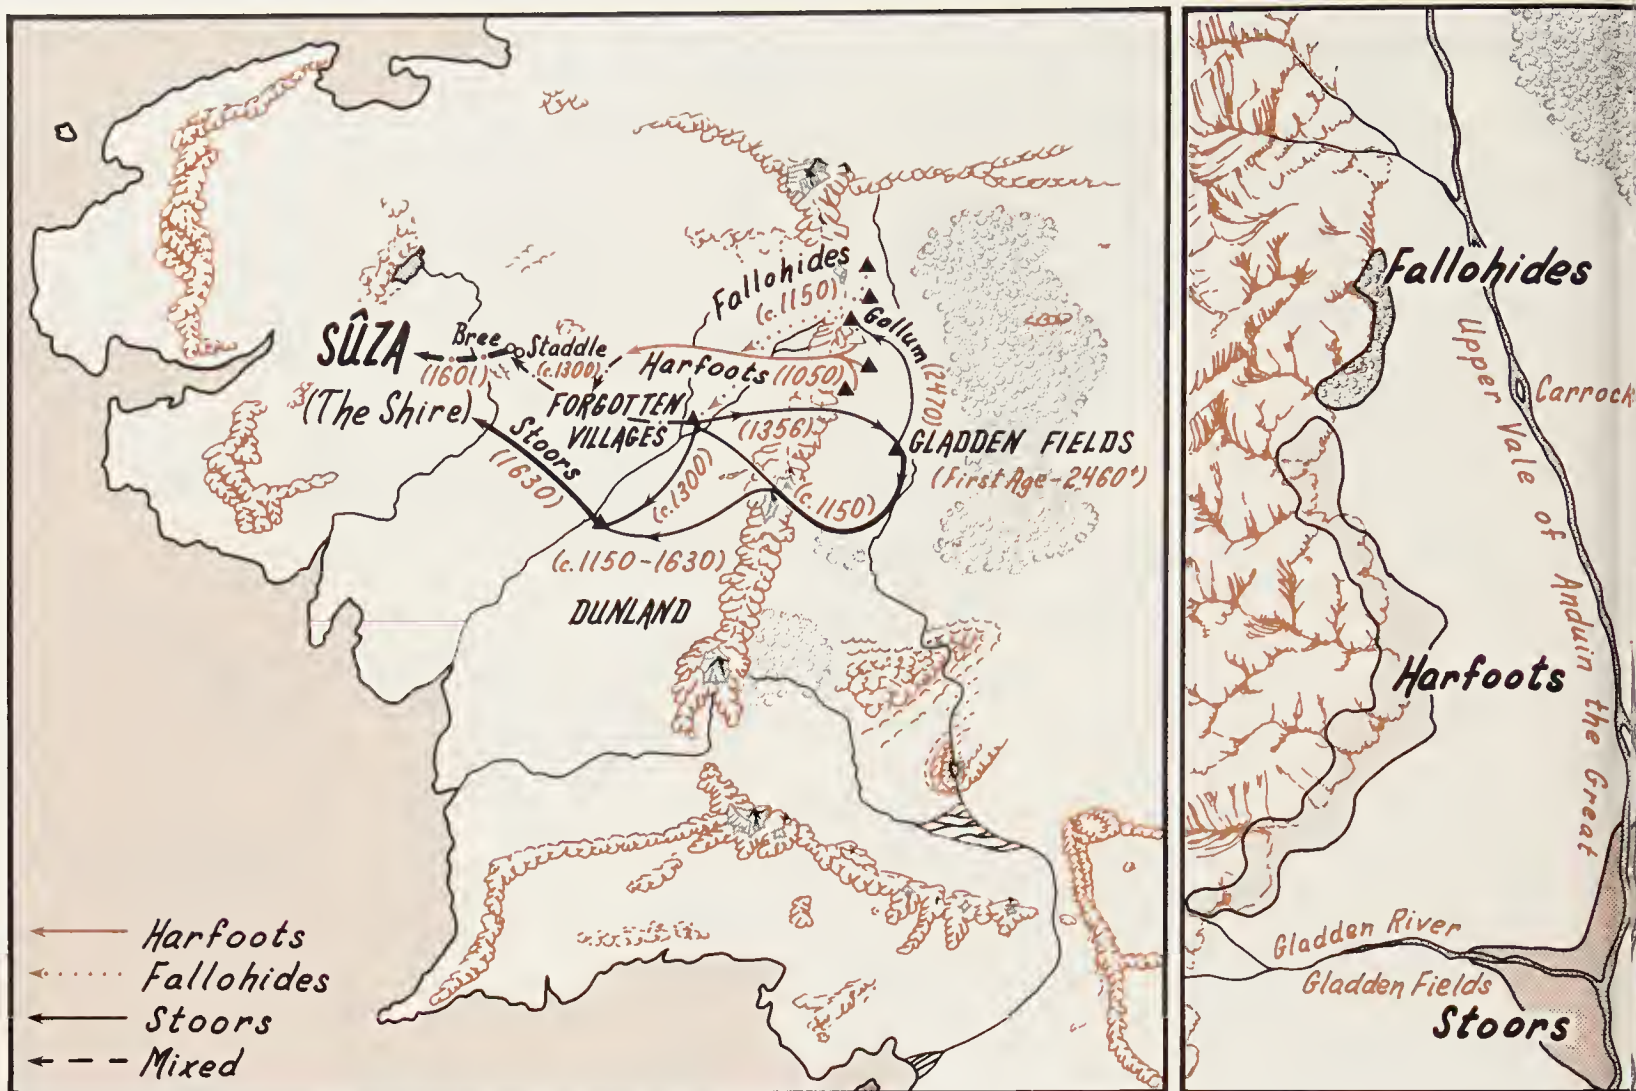 Fallohides
(c.1150)
Gollum
(2470)
SÛZA
Bree
Staddle
(c.1300)
(1601)
Harfoots (1050)
(The Shire)
FORGOTTEN
VILLAGES
Stoors
(1630)
(1356)
(c.1300)
(c.1150)
GLADDEN FIELDS
(First Age-2460⁺)
(c.1150-1630)
DUNLAND
Harfoots
Fallohides
Stoors
Mixed
Fallohides
Upper Vale of Anduin the Great
Carrock
Harfoots
Gladden River
Gladden Fields
Stoors